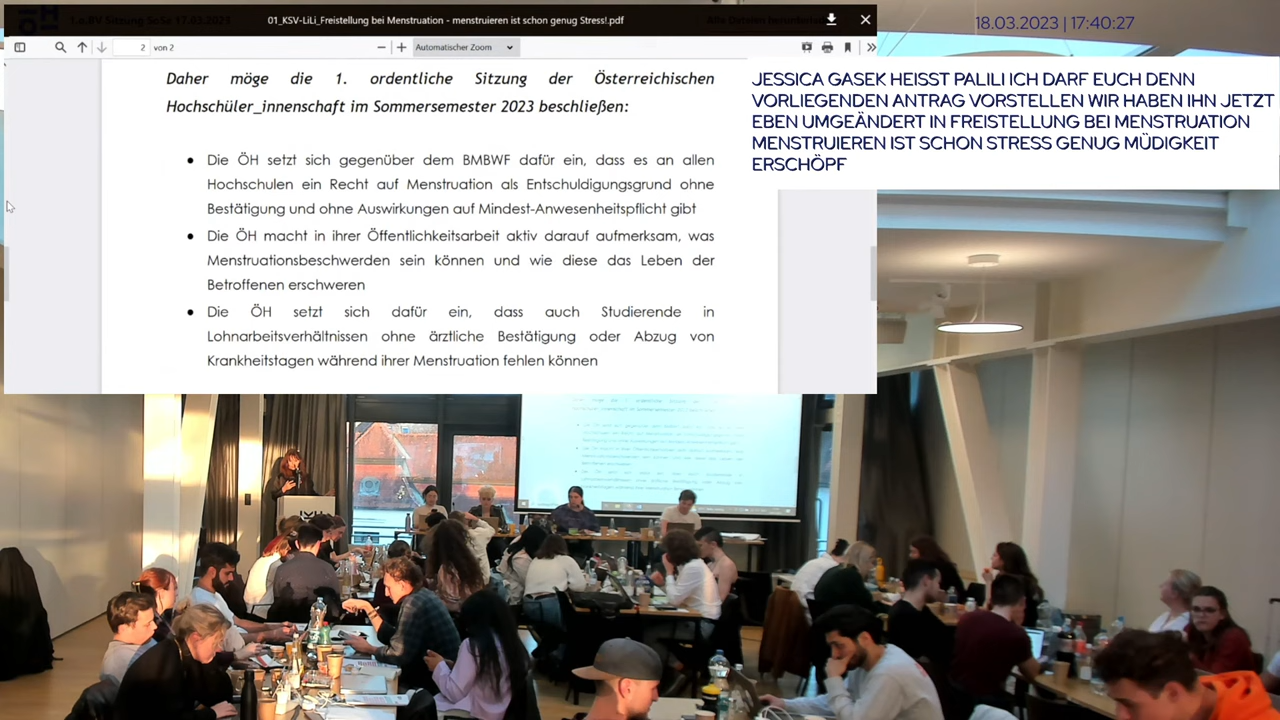 1.o.BV Sitzung SoSe 17.03.2023
01_KSV-LiLi_Freistellung bei Menstruation - menstruieren ist schon genug Stress!.pdf
18.03.2023 | 17:40:27
2 von 2
Automatischer Zoom
Daher möge die 1. ordentliche Sitzung der Österreichischen
Hochschüler_innenschaft im Sommersemester 2023 beschließen:
● Die ÖH setzt sich gegenüber dem BMBWF dafür ein, dass es an allen
Hochschulen ein Recht auf Menstruation als Entschuldigungsgrund ohne
Bestätigung und ohne Auswirkungen auf Mindest-Anwesenheitspflicht gibt
● Die ÖH macht in ihrer Öffentlichkeitsarbeit aktiv darauf aufmerksam, was
Menstruationsbeschwerden sein können und wie diese das Leben der
Betroffenen erschweren
● Die ÖH setzt sich dafür ein, dass auch Studierende in
Lohnarbeitsverhältnissen ohne ärztliche Bestätigung oder Abzug von
Krankheitstagen während ihrer Menstruation fehlen können
JESSICA GASEK HEISST PALILI ICH DARF EUCH DENN
VORLIEGENDEN ANTRAG VORSTELLEN WIR HABEN IHN JETZT
EBEN UMGEÄNDERT IN FREISTELLUNG BEI MENSTRUATION
MENSTRUIEREN IST SCHON STRESS GENUG MÜDIGKEIT
ERSCHÖPF